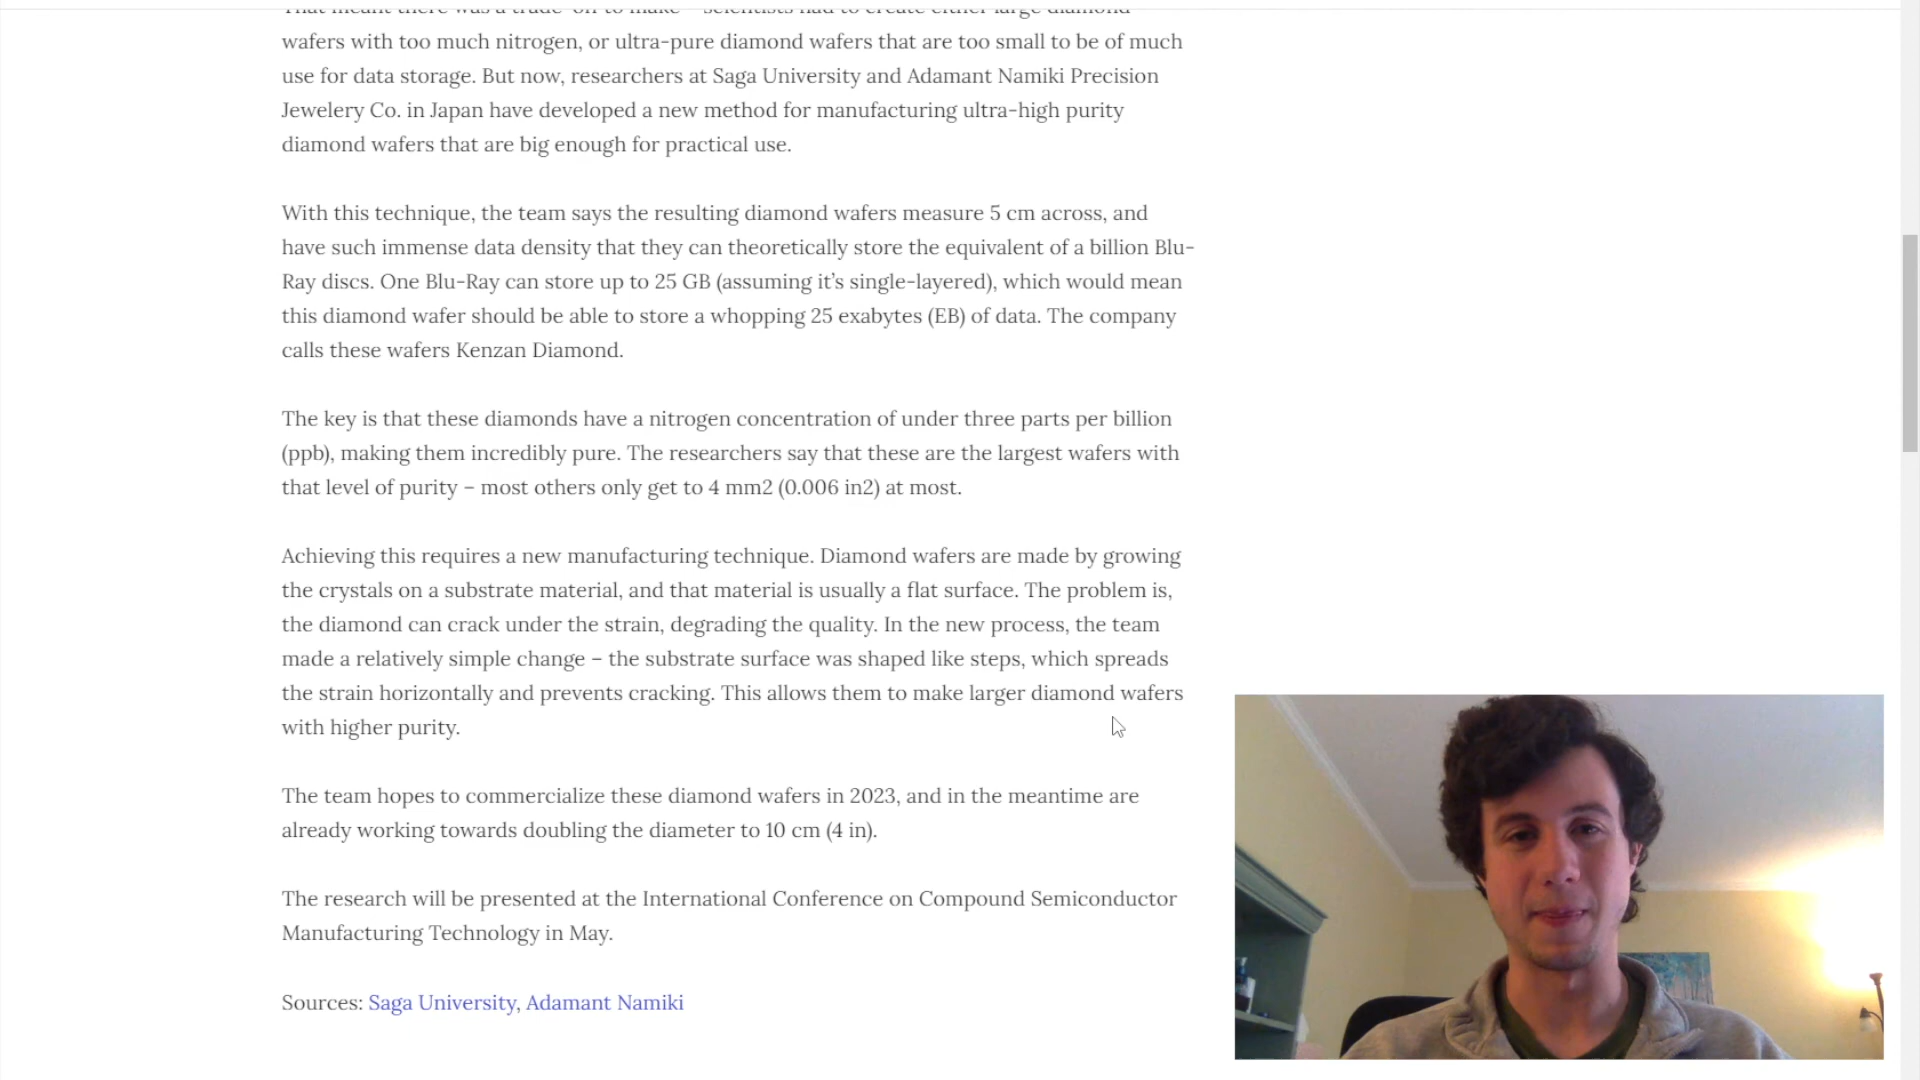 That meant there was a trade-off to make – scientists had to create either large diamond
wafers with too much nitrogen, or ultra-pure diamond wafers that are too small to be of much
use for data storage. But now, researchers at Saga University and Adamant Namiki Precision
Jewelery Co. in Japan have developed a new method for manufacturing ultra-high purity
diamond wafers that are big enough for practical use.
With this technique, the team says the resulting diamond wafers measure 5 cm across, and
have such immense data density that they can theoretically store the equivalent of a billion Blu-
Ray discs. One Blu-Ray can store up to 25 GB (assuming it’s single-layered), which would mean
this diamond wafer should be able to store a whopping 25 exabytes (EB) of data. The company
calls these wafers Kenzan Diamond.
The key is that these diamonds have a nitrogen concentration of under three parts per billion
(ppb), making them incredibly pure. The researchers say that these are the largest wafers with
that level of purity – most others only get to 4 mm2 (0.006 in2) at most.
Achieving this requires a new manufacturing technique. Diamond wafers are made by growing
the crystals on a substrate material, and that material is usually a flat surface. The problem is,
the diamond can crack under the strain, degrading the quality. In the new process, the team
made a relatively simple change – the substrate surface was shaped like steps, which spreads
the strain horizontally and prevents cracking. This allows them to make larger diamond wafers
with higher purity.
The team hopes to commercialize these diamond wafers in 2023, and in the meantime are
already working towards doubling the diameter to 10 cm (4 in).
The research will be presented at the International Conference on Compound Semiconductor
Manufacturing Technology in May.
Sources: Saga University, Adamant Namiki